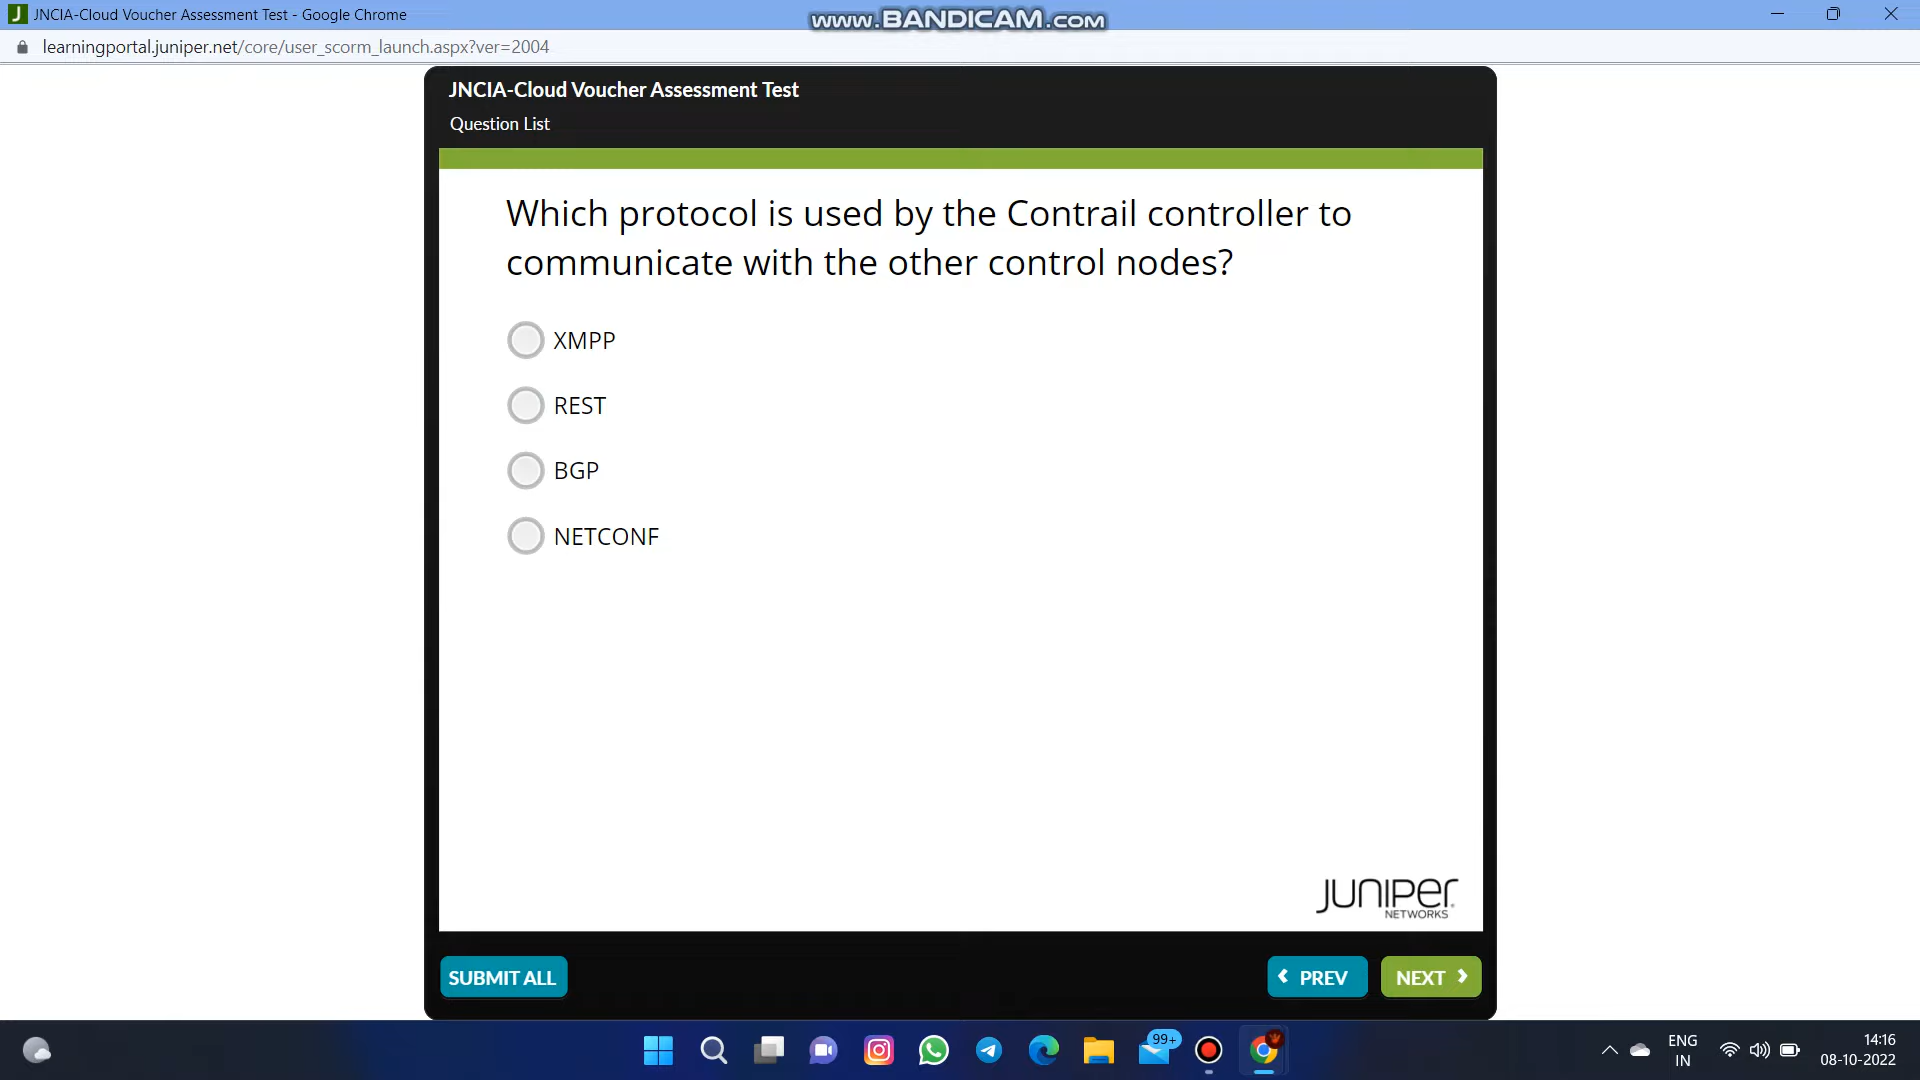 JNCIA-Cloud Voucher Assessment Test - Google Chrome
www.BANDICAM.com
learningportal.juniper.net/core/user_scorm_launch.aspx?ver=2004
JNCIA-Cloud Voucher Assessment Test
Question List
Which protocol is used by the Contrail controller to
communicate with the other control nodes?
XMPP
REST
BGP
NETCONF
JUNIPEr
NETWORKS
SUBMIT ALL
PREV
NEXT
99+
ENG
IN
14:16
08-10-2022